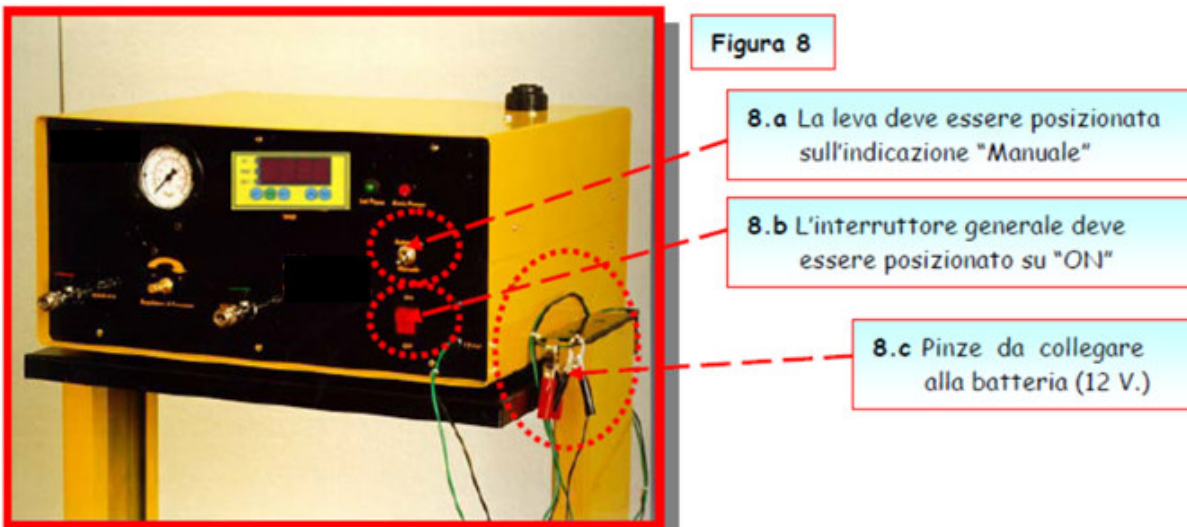 Figura 8
8.a La leva deve essere posizionata
sull'indicazione "Manuale"
8.b L'interruttore generale deve
essere posizionato su "ON"
8.c Pinze da collegare
alla batteria (12 V.)